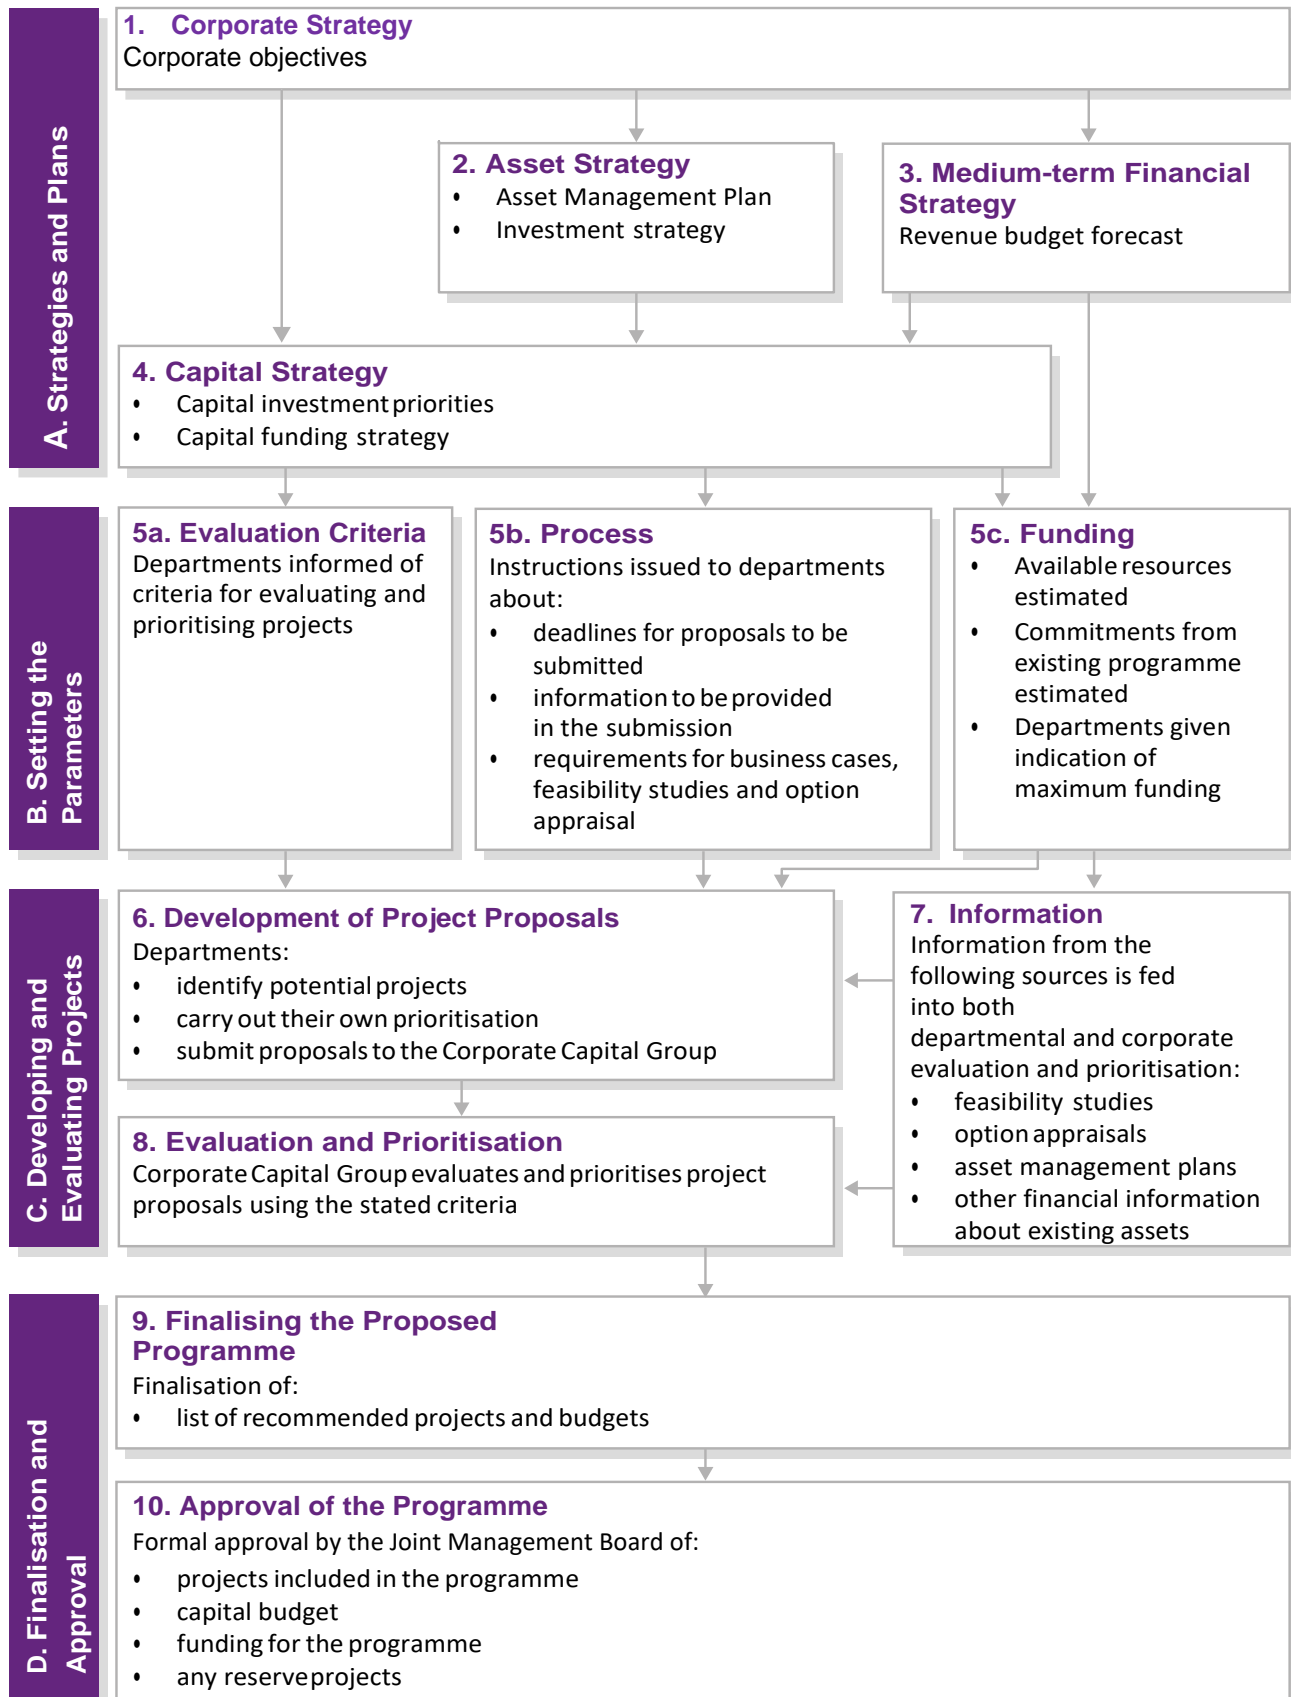 A. Strategies and Plans
1. Corporate Strategy
Corporate objectives
2. Asset Strategy
• Asset Management Plan
• Investment strategy
3. Medium-term Financial
Strategy
Revenue budget forecast
4. Capital Strategy
• Capital investment priorities
• Capital funding strategy
B. Setting the
Parameters
5a. Evaluation Criteria
Departments informed of
criteria for evaluating and
prioritising projects
5b. Process
Instructions issued to departments
about:
• deadlines for proposals to be
submitted
• information to be provided
in the submission
• requirements for business cases,
feasibility studies and option
appraisal
5c. Funding
• Available resources
estimated
• Commitments from
existing programme
estimated
• Departments given
indication of
maximum funding
C. Developing and
Evaluating Projects
6. Development of Project Proposals
Departments:
• identify potential projects
• carry out their own prioritisation
• submit proposals to the Corporate Capital Group
7. Information
Information from the
following sources is fed
into both
departmental and corporate
evaluation and prioritisation:
• feasibility studies
• option appraisals
• asset management plans
• other financial information
about existing assets
8. Evaluation and Prioritisation
Corporate Capital Group evaluates and prioritises project
proposals using the stated criteria
D. Finalisation and
Approval
9. Finalising the Proposed
Programme
Finalisation of:
• list of recommended projects and budgets
10. Approval of the Programme
Formal approval by the Joint Management Board of:
• projects included in the programme
• capital budget
• funding for the programme
• any reserve projects